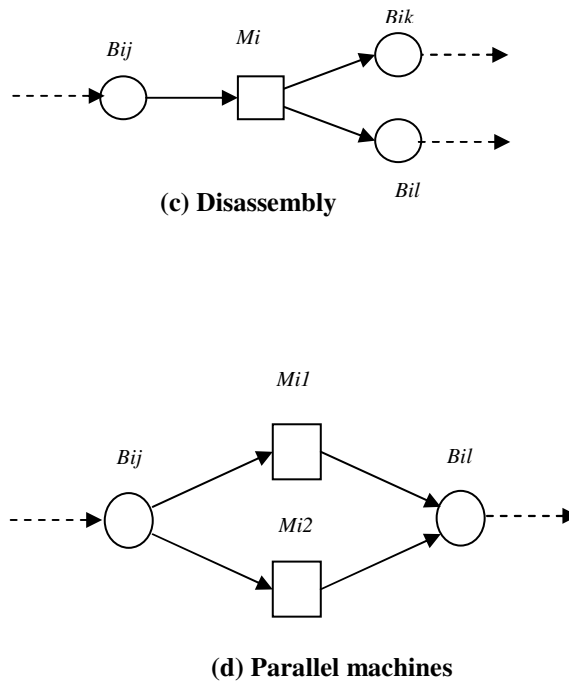 Bik
Bij
Mi
Bil
(c) Disassembly
Mi1
Bij
Bil
Mi2
(d) Parallel machines